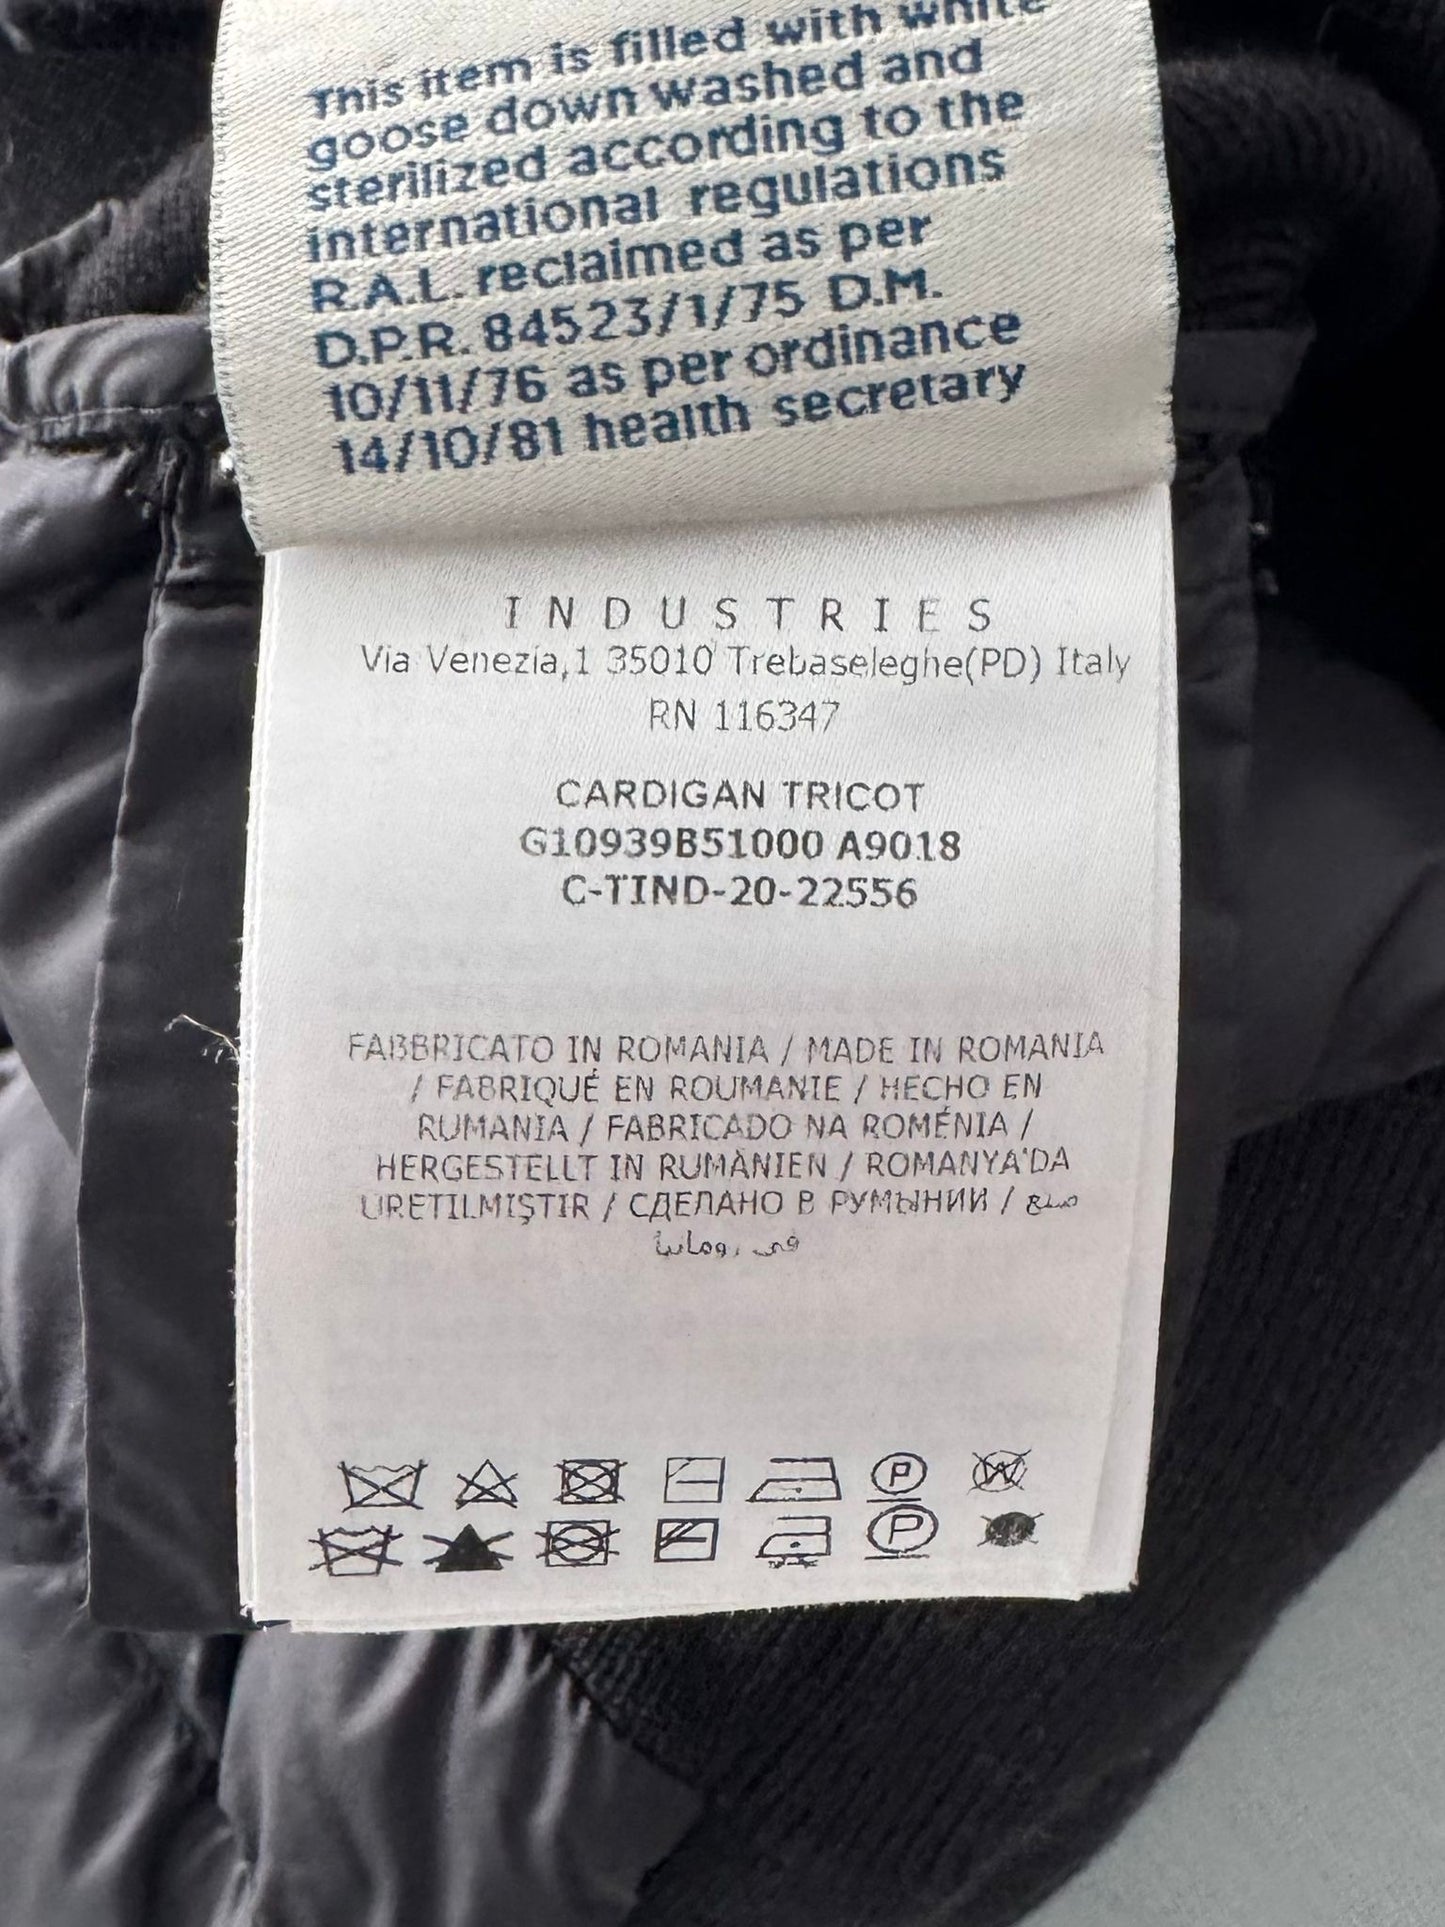 This item is filled with white
goose down washed and
sterilized according to the
international regulations
R.A.L. reclaimed as per
D.P.R. 84523/1/75 D.M.
10/11/76 as per ordinance
14/10/81 health secretary
INDUSTRIES
Via Venezia,1 35010 Trebaseleghe(PD) Italy
RN 116347
CARDIGAN TRICOT
G10939B51000 A9018
C-TIND-20-22556
FABBRICATO IN ROMANIA / MADE IN ROMANIA
/ FABRIQUÉ EN ROUMANIE / HECHO EN
RUMANIA / FABRICADO NA ROMÉNIA /
HERGESTELLT IN RUMÄNIEN / ROMANYA'DA
URETILMIŞTIR / СДЕЛАНО В РУМЫНИИ / صنع
في رومانيا
P W
P